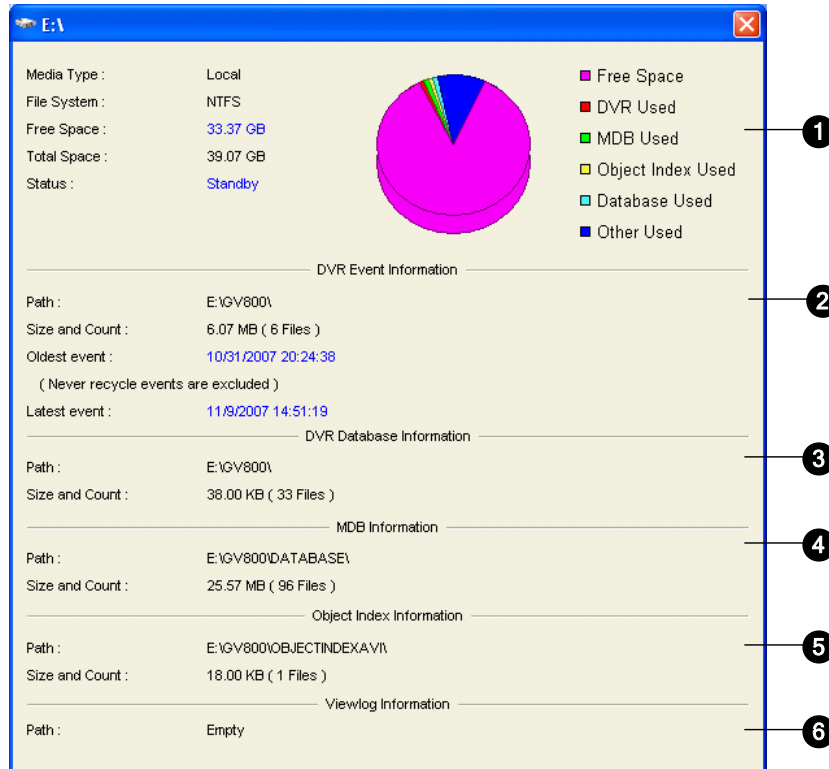 E:\
Media Type : Local
File System : NTFS
Free Space : 33.37 GB
Total Space : 39.07 GB
Status : Standby
Free Space
DVR Used
MDB Used
Object Index Used
Database Used
Other Used
1
DVR Event Information
2
Path : E:\GV800\
Size and Count : 6.07 MB ( 6 Files )
Oldest event : 10/31/2007 20:24:38
( Never recycle events are excluded )
Latest event : 11/9/2007 14:51:19
DVR Database Information
3
Path : E:\GV800\
Size and Count : 38.00 KB ( 33 Files )
MDB Information
4
Path : E:\GV800\DATABASE\
Size and Count : 25.57 MB ( 96 Files )
Object Index Information
5
Path : E:\GV800\OBJECTINDEXAVI\
Size and Count : 18.00 KB ( 1 Files )
Viewlog Information
6
Path : Empty